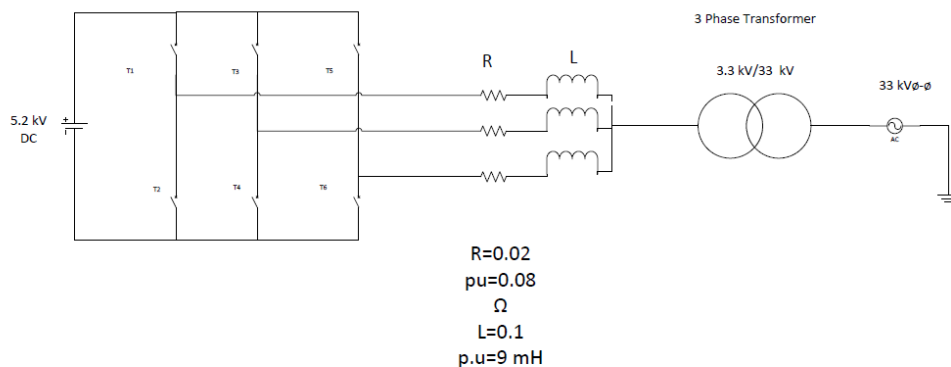 3 Phase Transformer
R
L
3.3 kV/33 kV
33 kVø-ø
T1
T3
T5
5.2 kV
DC
+
AC
T2
T4
T6
R=0.02
pu=0.08
Ω
L=0.1
p.u=9 mH